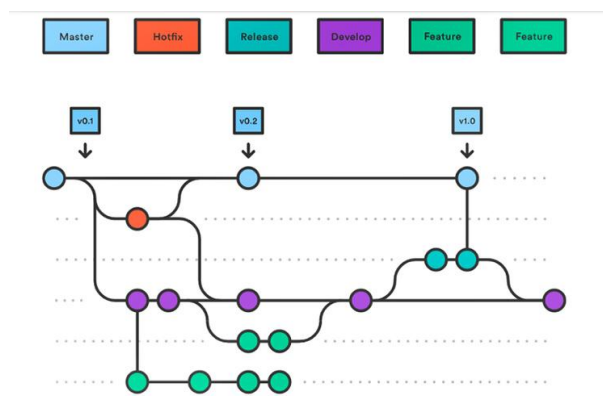 Master
Hotfix
Release
Develop
Feature
Feature
v0.1
v0.2
v1.0